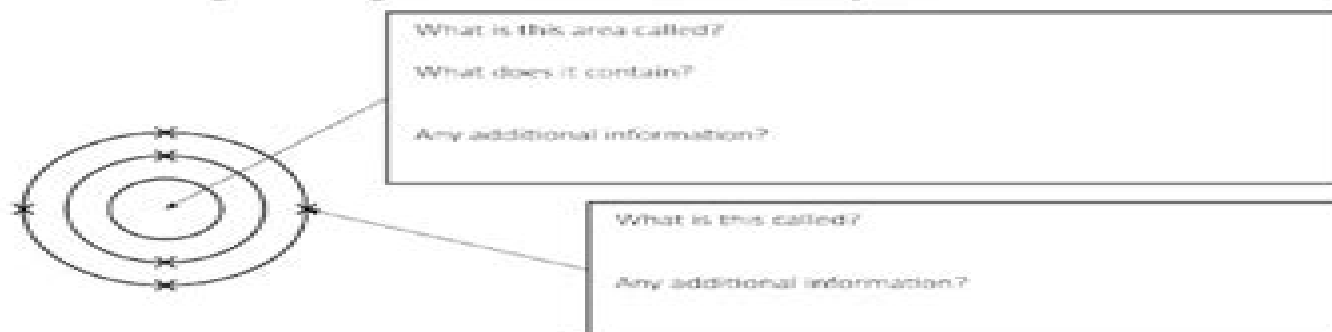 What is this area called?
What does it contain?
Any additional information?
What is this called?
Any additional information?